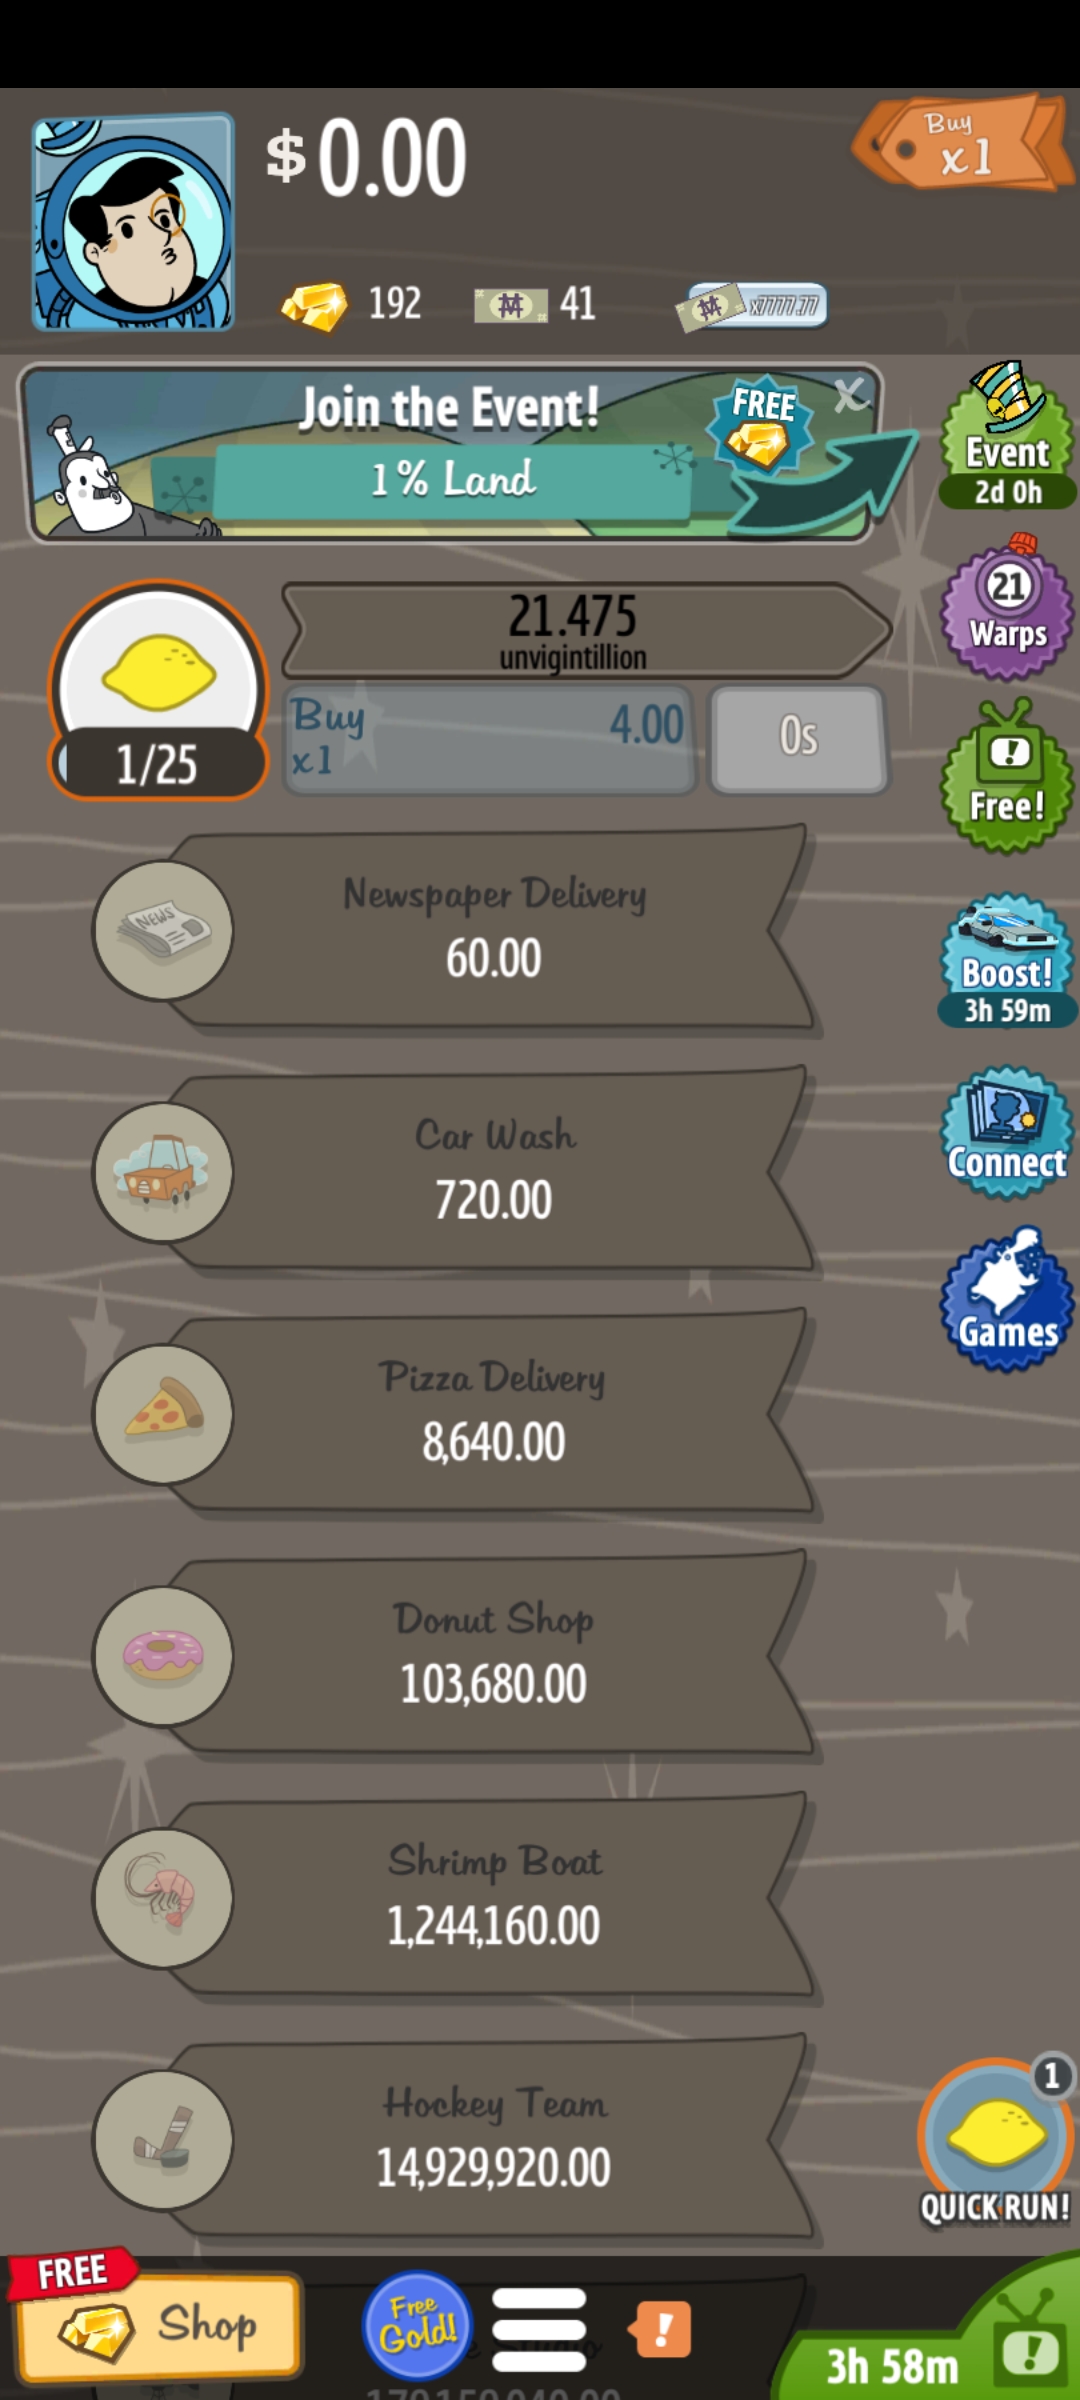 $0.00
Buy
x1
192
41
x7777.77
Join the Event!
FREE
x
1% Land
Event
2d 0h
21.475
unvigintillion
21
Warps
Buy
x1
4.00
0s
1/25
Free!
NEWS
Newspaper Delivery
60.00
Boost!
3h 59m
Car Wash
720.00
Connect
Pizza Delivery
8,640.00
Games
Donut Shop
103,680.00
Shrimp Boat
1,244,160.00
Hockey Team
14,929,920.00
1
QUICK RUN!
FREE
Shop
Free
Gold!
!
3h 58m